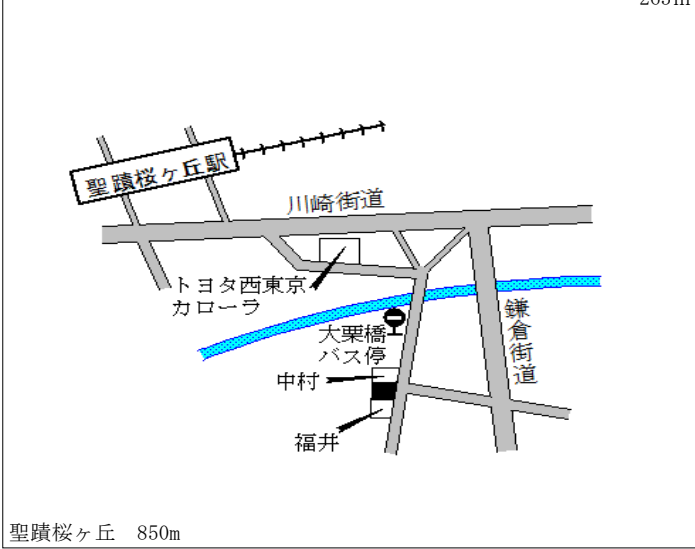 聖蹟桜ヶ丘駅
川崎街道
トヨタ西東京
カローラ
鎌倉街道
大栗橋
バス停
中村
福井
聖蹟桜ヶ丘　850m